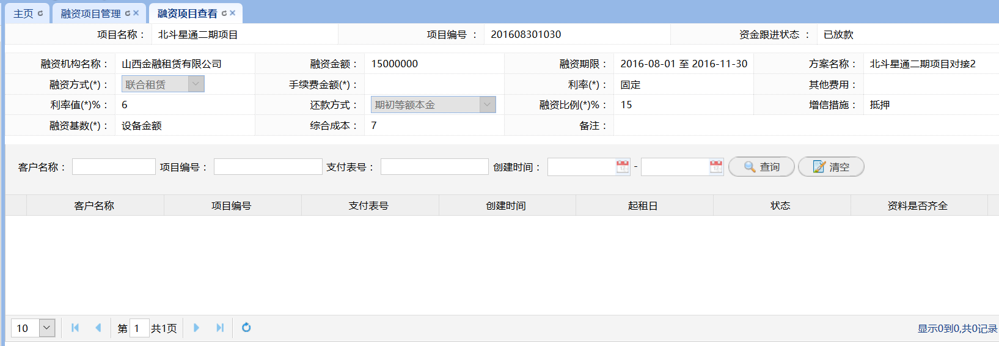 主页 融资项目管理 融资项目查看
项目名称： 北斗星通二期项目 项目编号 ： 201608301030 资金跟进状态 ： 已放款
融资机构名称： 山西金融租赁有限公司 融资金额： 15000000 融资期限： 2016-08-01 至 2016-11-30 方案名称： 北斗星通二期项目对接2
融资方式(*)： 联合租赁 手续费金额(*)： 利率(*)： 固定 其他费用：
利率值(*)%： 6 还款方式： 期初等额本金 融资比例(*)%： 15 增信措施： 抵押
融资基数(*)： 设备金额 综合成本： 7 备注：
客户名称： 项目编号： 支付表号： 创建时间： - 查询 清空
客户名称 项目编号 支付表号 创建时间 起租日 状态 资料是否齐全
10 第 1 共1页 显示0到0,共0记录